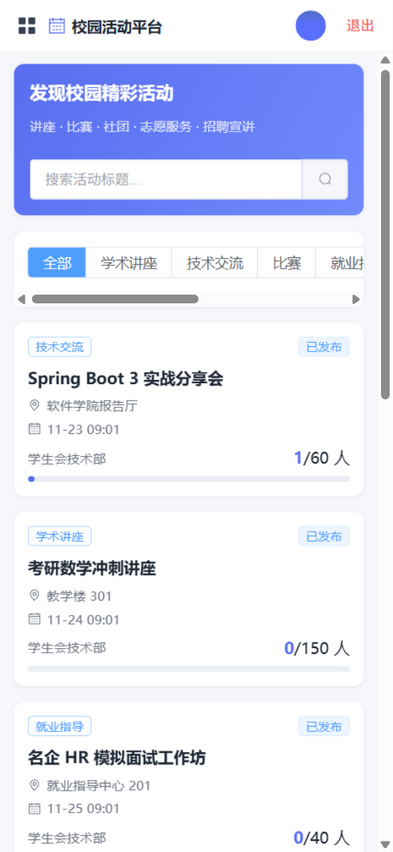 校园活动平台 退出
发现校园精彩活动
讲座 · 比赛 · 社团 · 志愿服务 · 招聘宣讲
搜索活动标题...
全部 学术讲座 技术交流 比赛 就业
技术交流 已发布
Spring Boot 3 实战分享会
软件学院报告厅
11-23 09:01
学生会技术部 1/60 人
学术讲座 已发布
考研数学冲刺讲座
教学楼 301
11-24 09:01
学生会技术部 0/150 人
就业指导 已发布
名企 HR 模拟面试工作坊
就业指导中心 201
11-25 09:01
学生会技术部 0/40 人